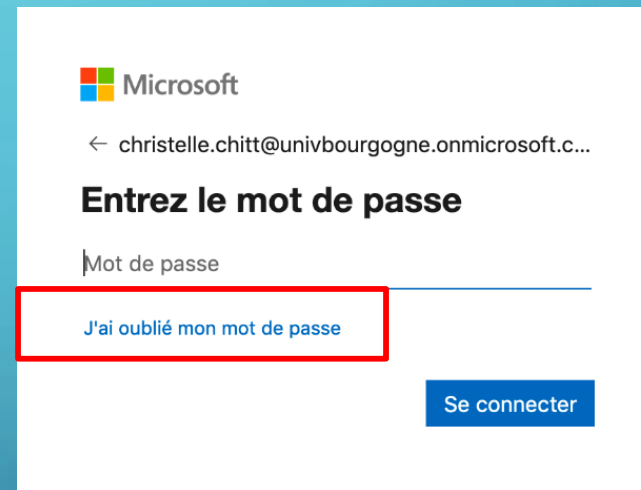 Microsoft
← christelle.chitt@univbourgogne.onmicrosoft.c...
Entrez le mot de passe
Mot de passe
J'ai oublié mon mot de passe
Se connecter